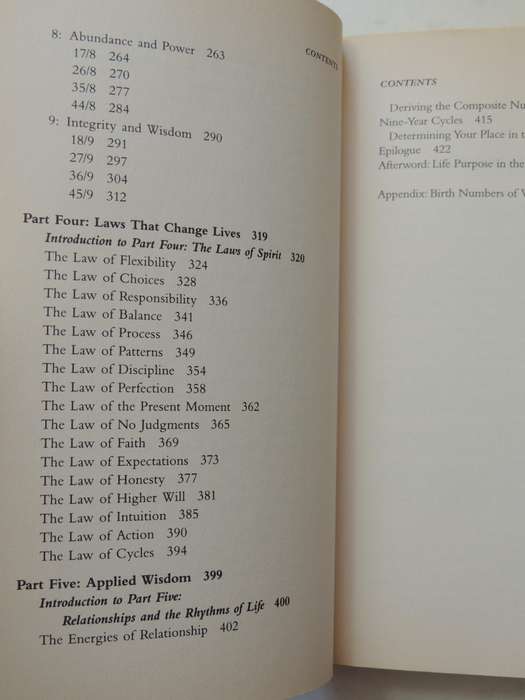 8: Abundance and Power 263
17/8 264
26/8 270
35/8 277
44/8 284
9: Integrity and Wisdom 290
18/9 291
27/9 297
36/9 304
45/9 312
Part Four: Laws That Change Lives 319
Introduction to Part Four: The Laws of Spirit 320
The Law of Flexibility 324
The Law of Choices 328
The Law of Responsibility 336
The Law of Balance 341
The Law of Process 346
The Law of Patterns 349
The Law of Discipline 354
The Law of Perfection 358
The Law of the Present Moment 362
The Law of No Judgments 365
The Law of Faith 369
The Law of Expectations 373
The Law of Honesty 377
The Law of Higher Will 381
The Law of Intuition 385
The Law of Action 390
The Law of Cycles 394
Part Five: Applied Wisdom 399
Introduction to Part Five:
Relationships and the Rhythms of Life 400
The Energies of Relationship 402
CONTENTS
CONTENTS
Deriving the Composite Nu
Nine-Year Cycles 415
Determining Your Place in t
Epilogue 422
Afterword: Life Purpose in the
Appendix: Birth Numbers of